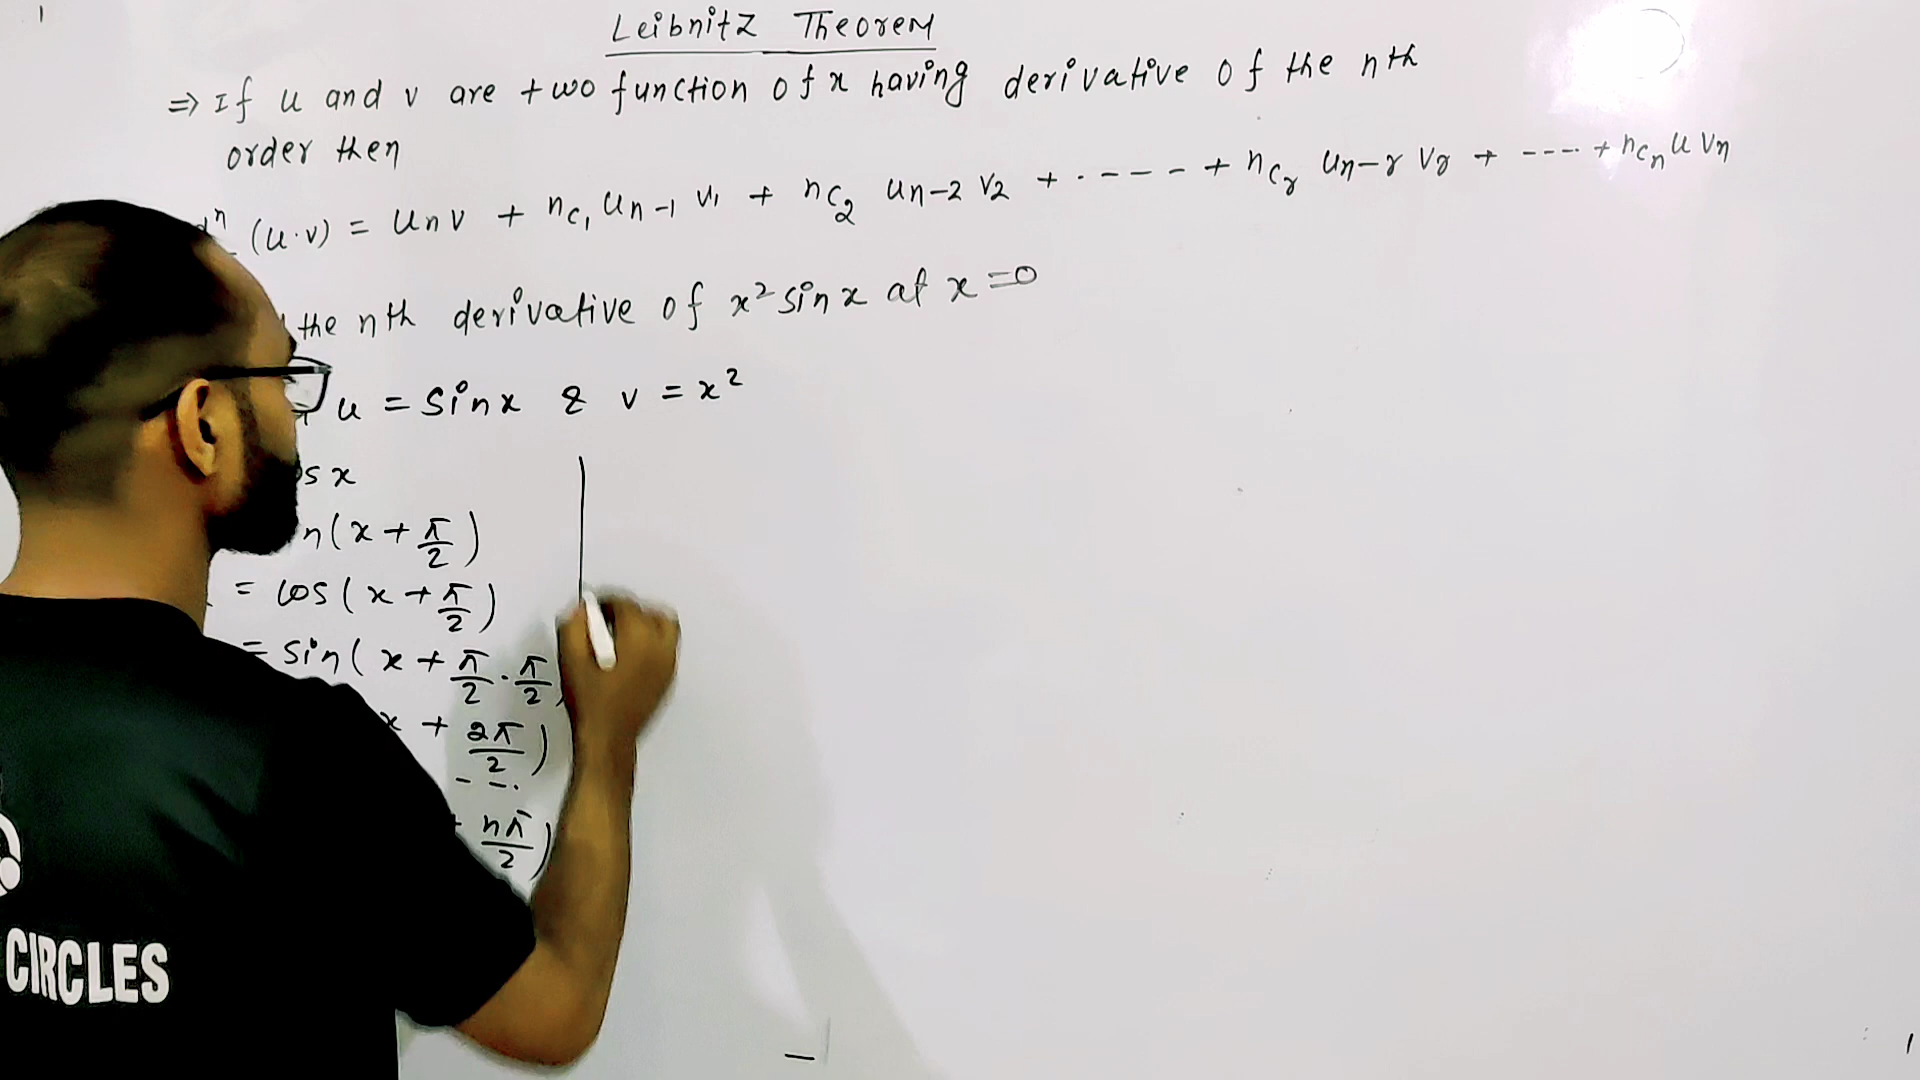 Leibnitz Theorem
⇒ If u and v are two function of x having derivative of the nth
order then
(u·v) = Unv + nc₁ Un-1 V₁ + nc₂ Un-2 V₂ + ·---- + ncᵣ Un-r Vr + ---- + ncₙ u Vn
the nth derivative of x² sin x at x=0
u = sin x & v = x²
os x
n(x + π/2)
= cos(x + π/2)
= sin(x + π/2 · π/2)
x + 2π/2)
--.
nπ/2)
CIRCLES